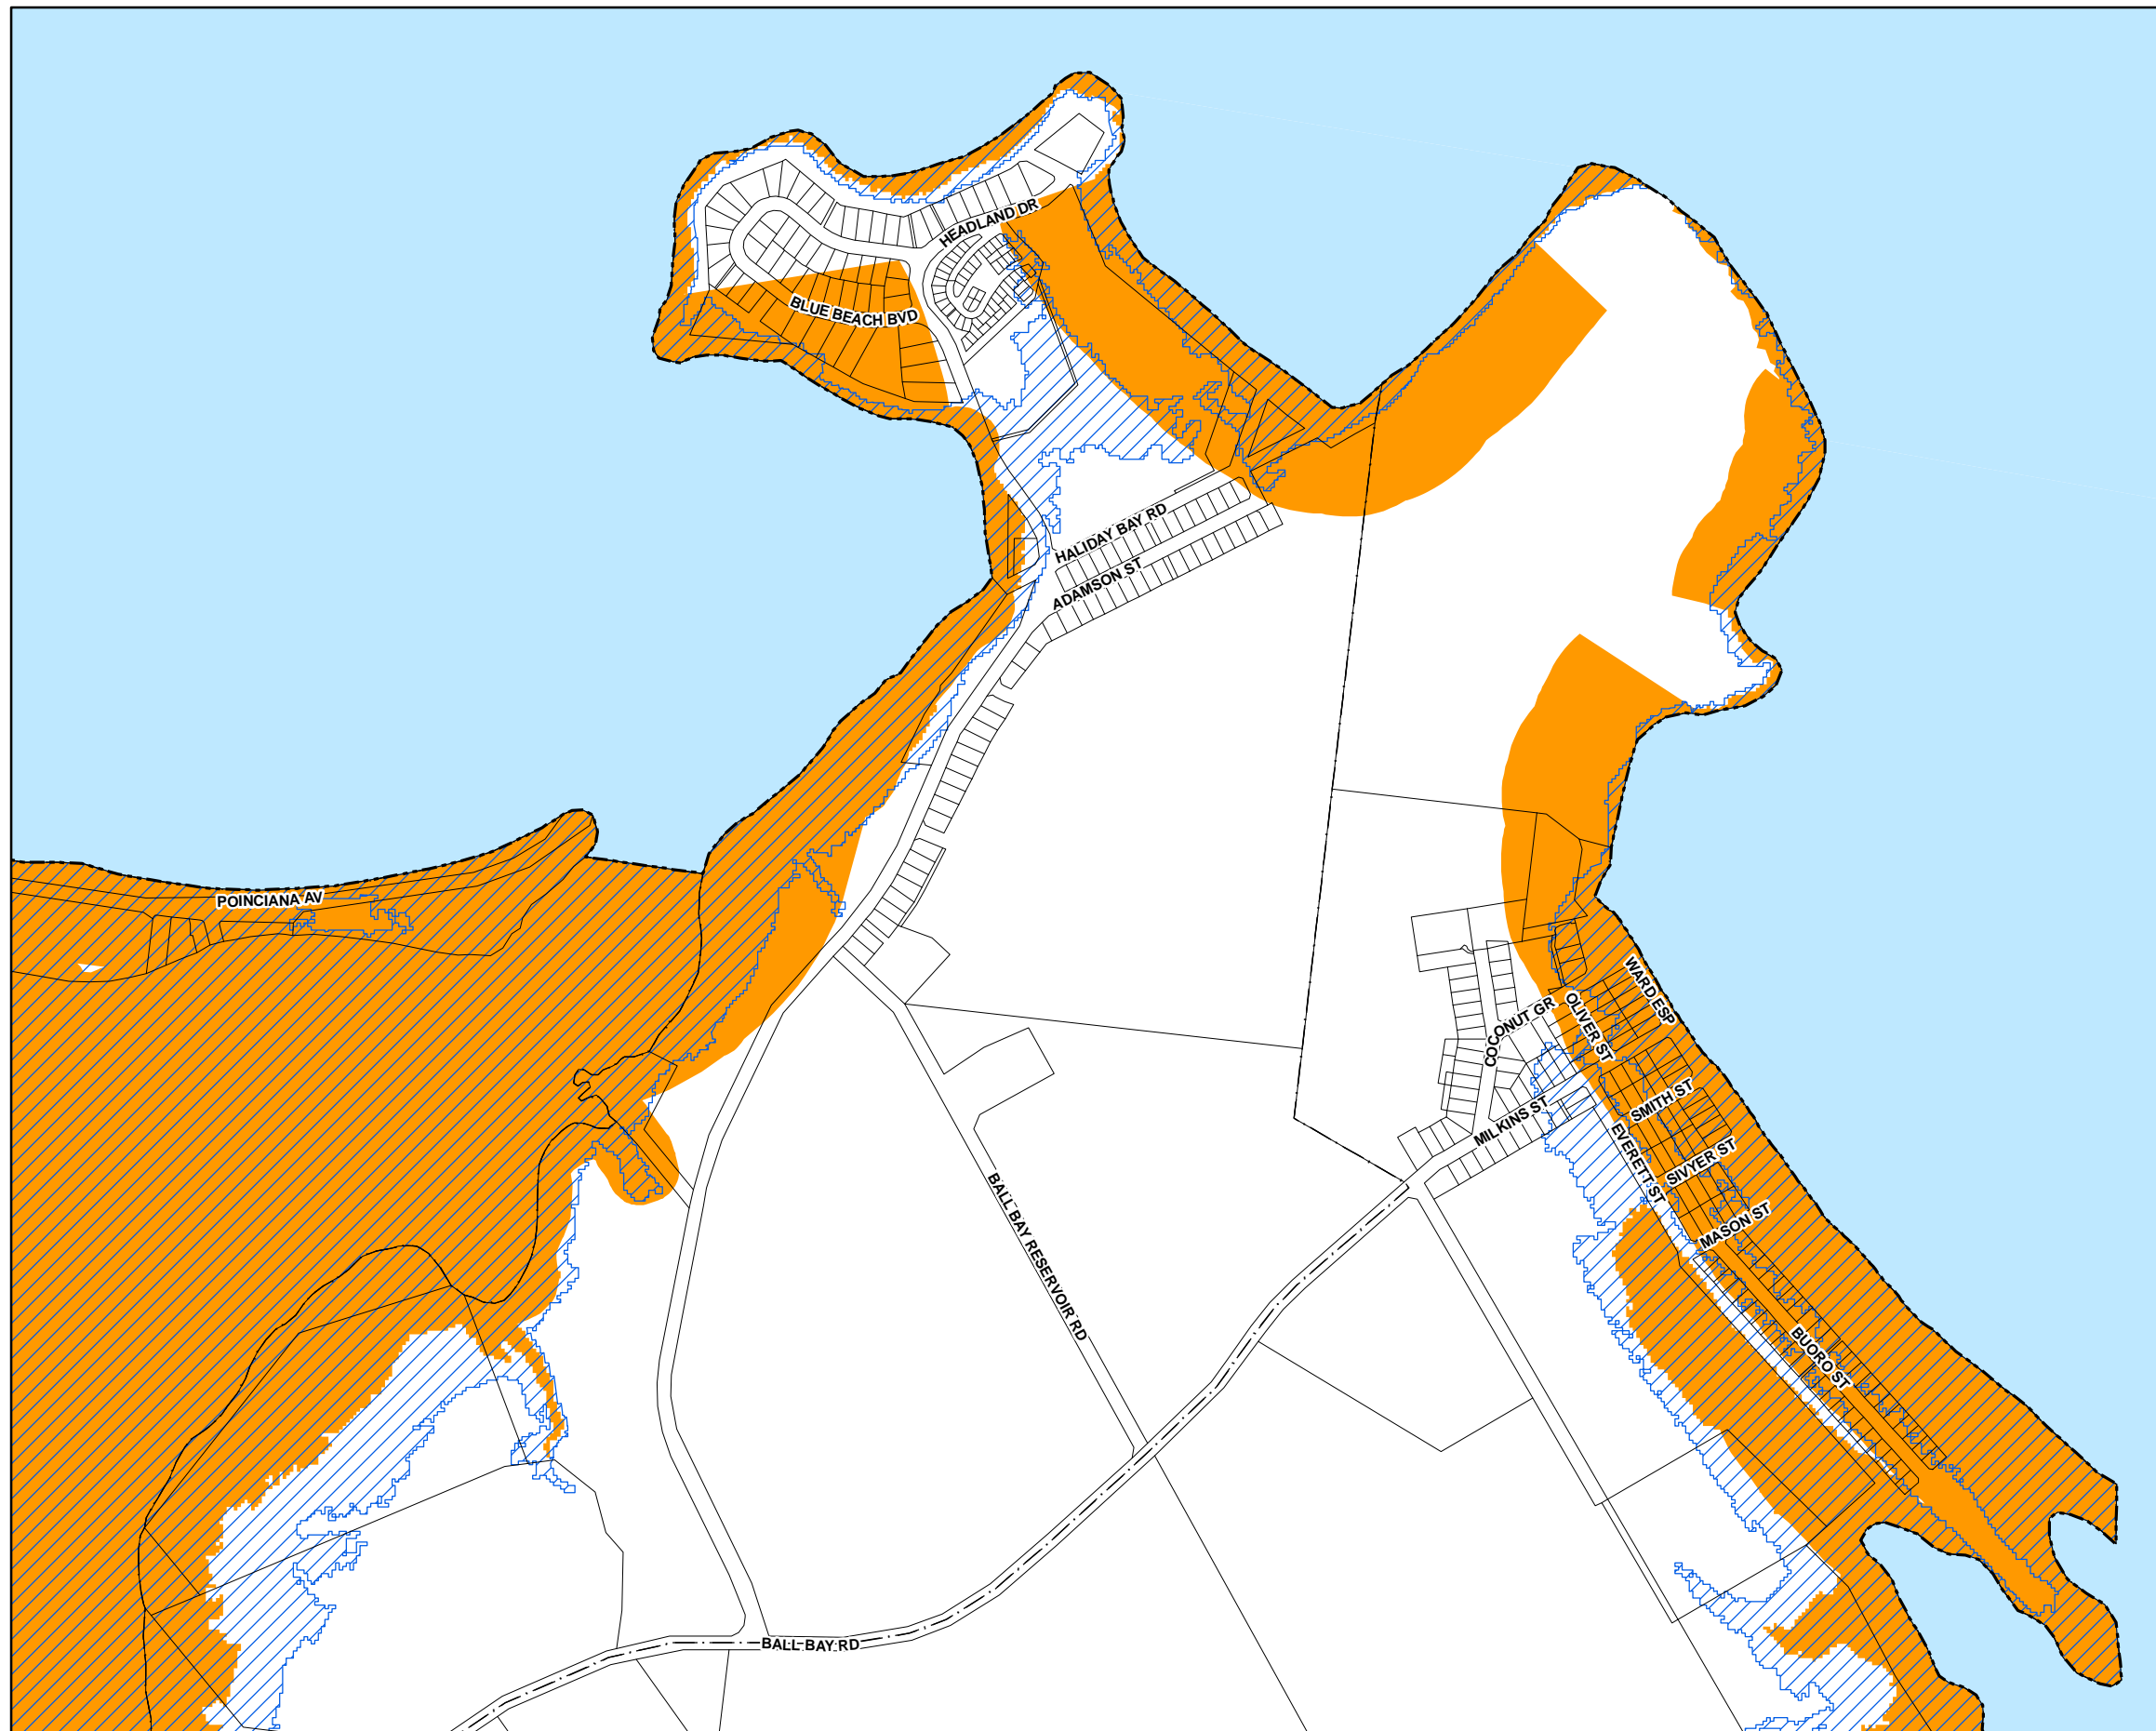 HEADLAND DR
BLUE BEACH BVD
HALIDAY BAY RD
ADAMSON ST
POINCIANA AV
WARD ESP
OLIVER ST
COCONUT GR
SMITH ST
MILKINS ST
EVERETT ST
SIVYER ST
MASON ST
BALL BAY RESERVOIR RD
BUORO ST
BALL BAY RD